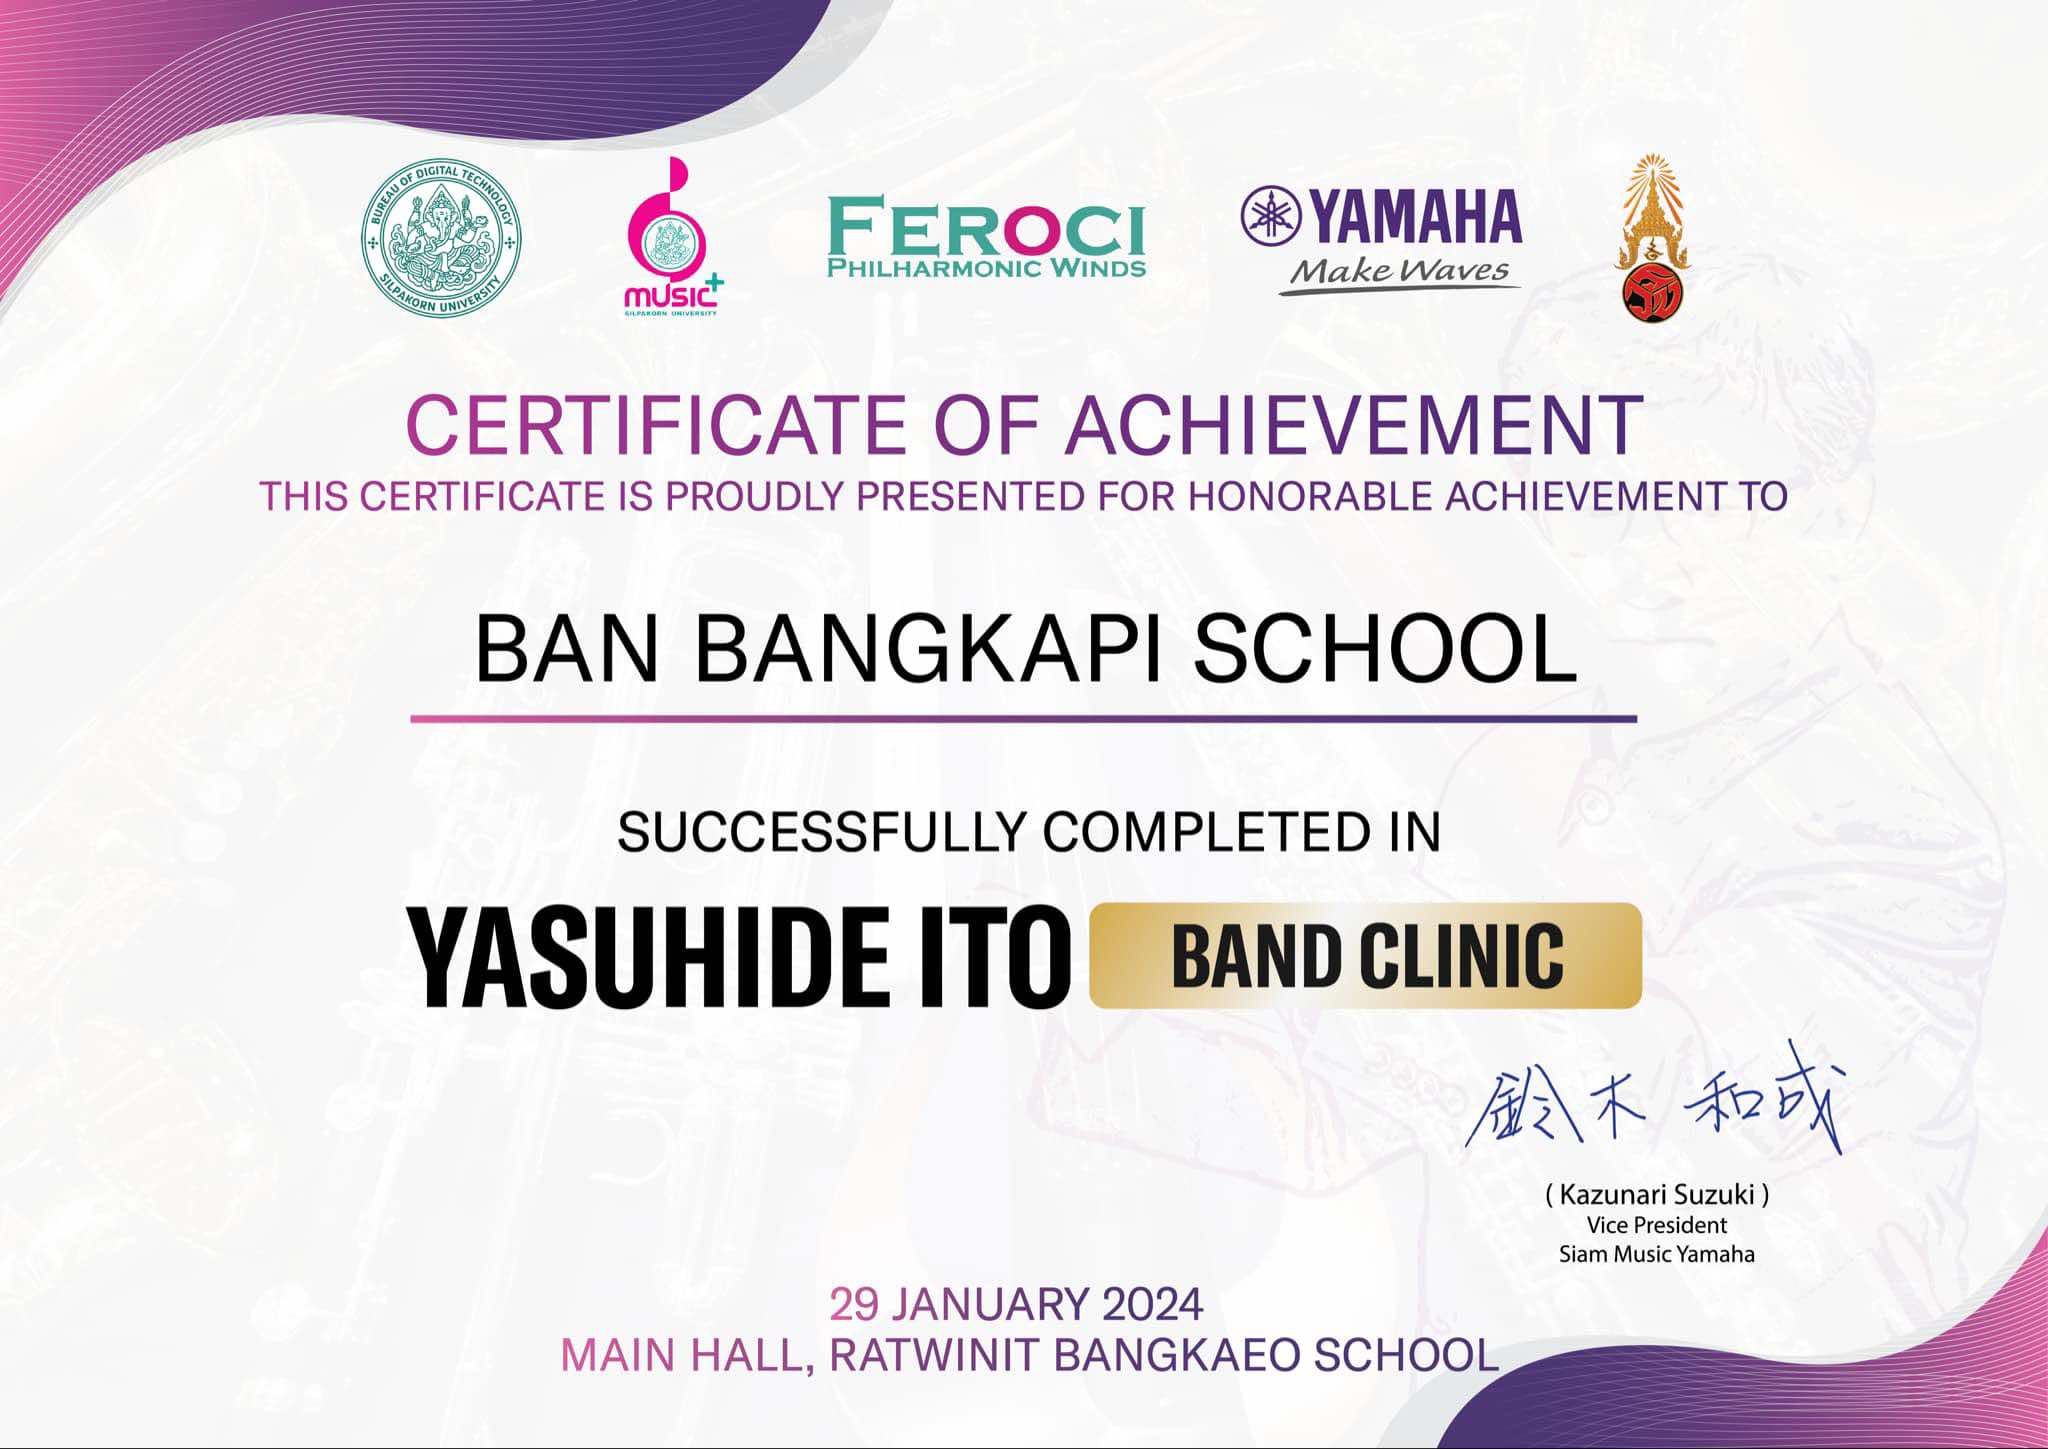 BUREAU OF DIGITAL TECHNOLOGY
SILPAKORN UNIVERSITY
MUSIC+
SILPAKORN UNIVERSITY
FEROCI
PHILHARMONIC WINDS
YAMAHA
Make Waves
CERTIFICATE OF ACHIEVEMENT
THIS CERTIFICATE IS PROUDLY PRESENTED FOR HONORABLE ACHIEVEMENT TO
BAN BANGKAPI SCHOOL
SUCCESSFULLY COMPLETED IN
YASUHIDE ITO BAND CLINIC
鈴木 和成
( Kazunari Suzuki )
Vice President
Siam Music Yamaha
29 JANUARY 2024
MAIN HALL, RATWINIT BANGKAEO SCHOOL